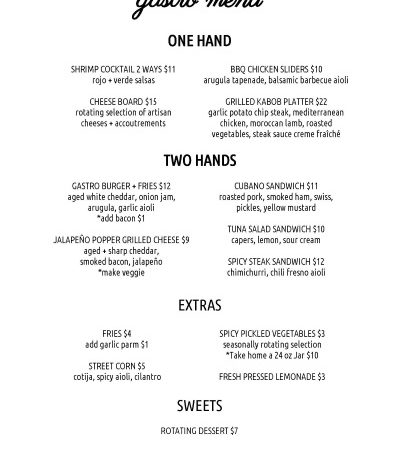 gastro menu
ONE HAND
SHRIMP COCKTAIL 2 WAYS $11
rojo + verde salsas
CHEESE BOARD $15
rotating selection of artisan
cheeses + accoutrements
BBQ CHICKEN SLIDERS $10
arugula tapenade, balsamic barbecue aioli
GRILLED KABOB PLATTER $22
garlic potato chip steak, mediterranean
chicken, moroccan lamb, roasted
vegetables, steak sauce creme fraîché
TWO HANDS
GASTRO BURGER + FRIES $12
aged white cheddar, onion jam,
arugula, garlic aioli
*add bacon $1
JALAPEÑO POPPER GRILLED CHEESE $9
aged + sharp cheddar,
smoked bacon, jalapeño
*make veggie
CUBANO SANDWICH $11
roasted pork, smoked ham, swiss,
pickles, yellow mustard
TUNA SALAD SANDWICH $10
capers, lemon, sour cream
SPICY STEAK SANDWICH $12
chimichurri, chili fresno aioli
EXTRAS
FRIES $4
add garlic parm $1
STREET CORN $5
cotija, spicy aioli, cilantro
SPICY PICKLED VEGETABLES $3
seasonally rotating selection
*Take home a 24 oz Jar $10
FRESH PRESSED LEMONADE $3
SWEETS
ROTATING DESSERT $7